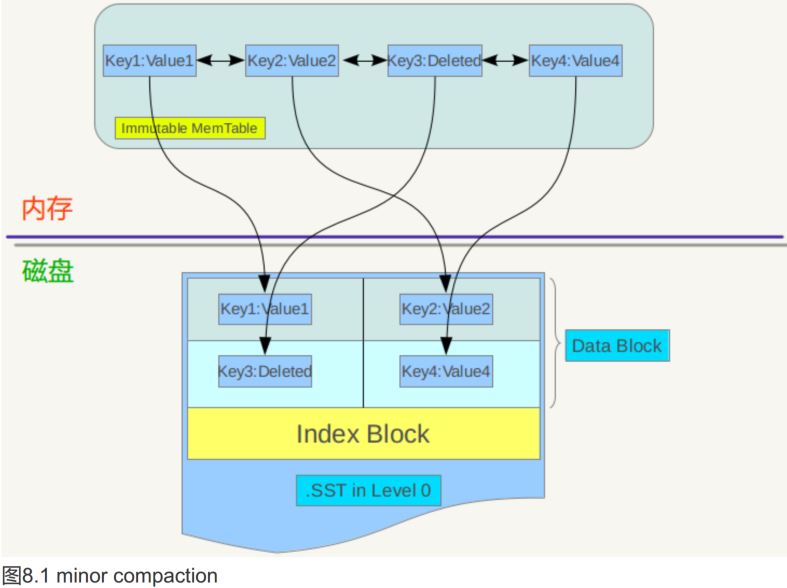 Key1:Value1
Key2:Value2
Key3:Deleted
Key4:Value4
Immutable MemTable
内存
磁盘
Key1:Value1
Key2:Value2
Data Block
Key3:Deleted
Key4:Value4
Index Block
.SST in Level 0
图8.1 minor compaction